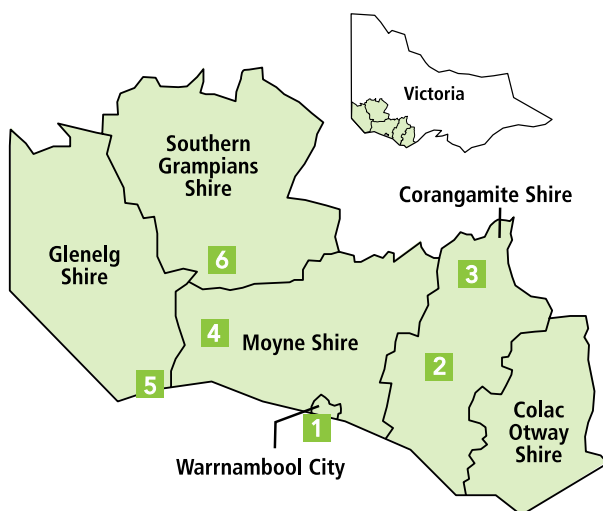 Victoria
Southern
Grampians
Shire
Corangamite Shire
Glenelg
Shire
6
3
4
Moyne Shire
2
5
1
Colac
Otway
Shire
Warrnambool City